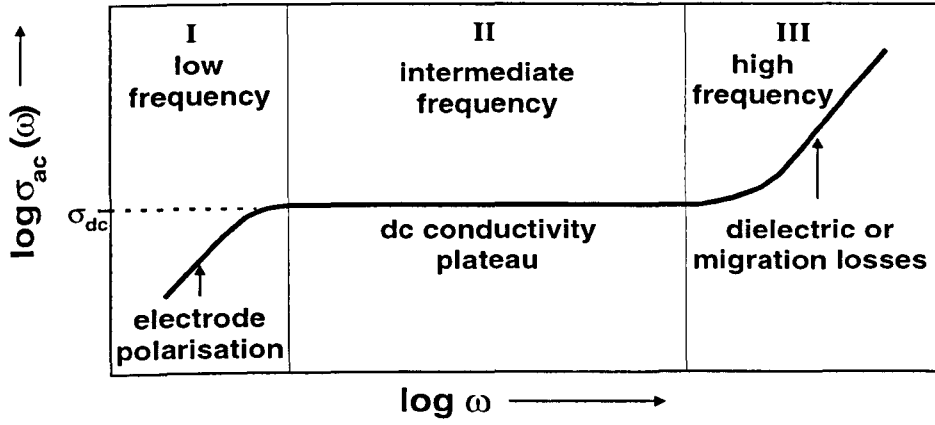 I
low
frequency
II
intermediate
frequency
III
high
frequency
log σac (ω)
σdc
dc conductivity
plateau
dielectric or
migration losses
electrode
polarisation
log ω